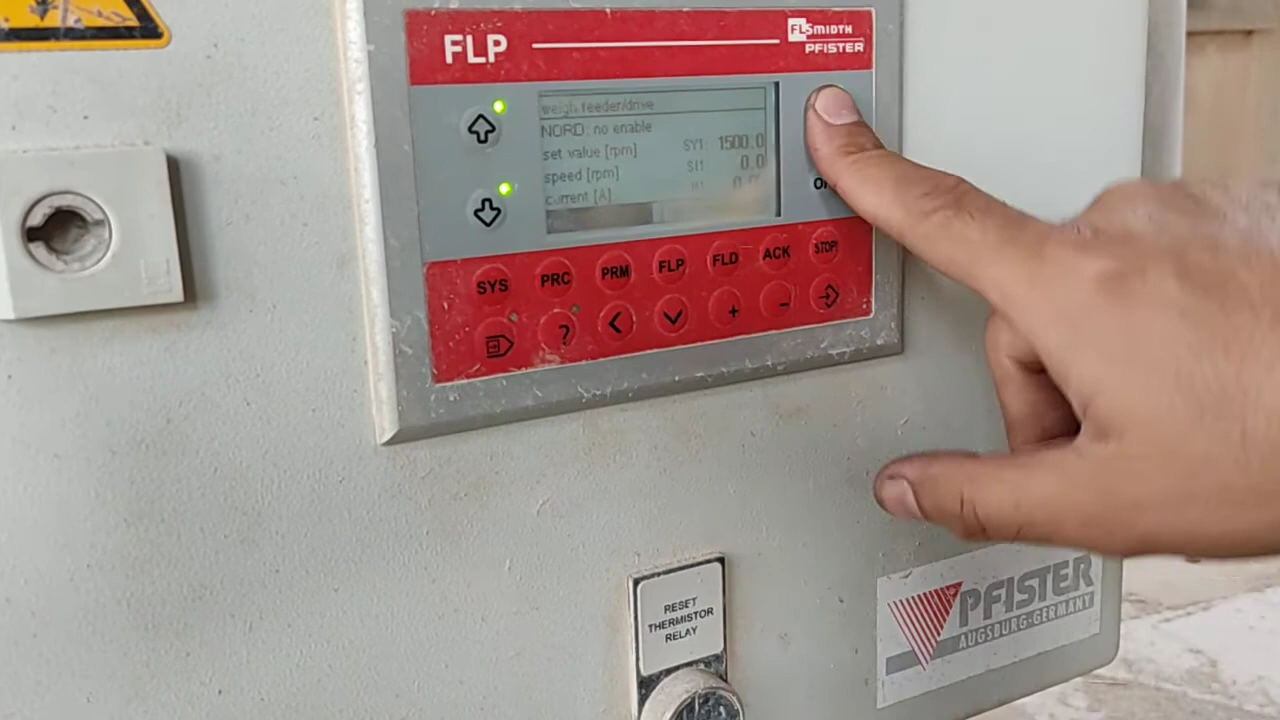 FLP
FLSMIDTH
PFISTER
weigh feeder/drive
NORD: no enable
set value [rpm] SY1: 1500.0
speed [rpm] SI1 0.0
current [A]
SYS PRC PRM FLP FLD ACK STOP!
? < + -
RESET
THERMISTOR
RELAY
PFISTER
AUGSBURG-GERMANY